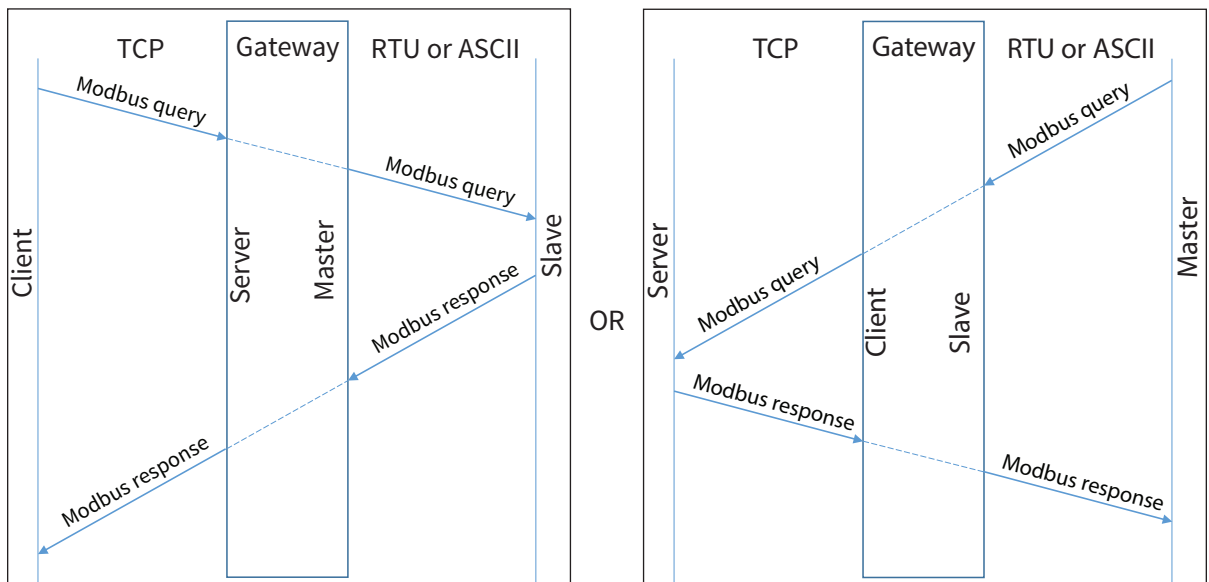 TCP
Gateway
RTU or ASCII
Modbus query
Modbus query
Client
Server
Master
Slave
Modbus response
Modbus response
OR
TCP
Gateway
RTU or ASCII
Modbus query
Modbus query
Server
Client
Slave
Master
Modbus response
Modbus response